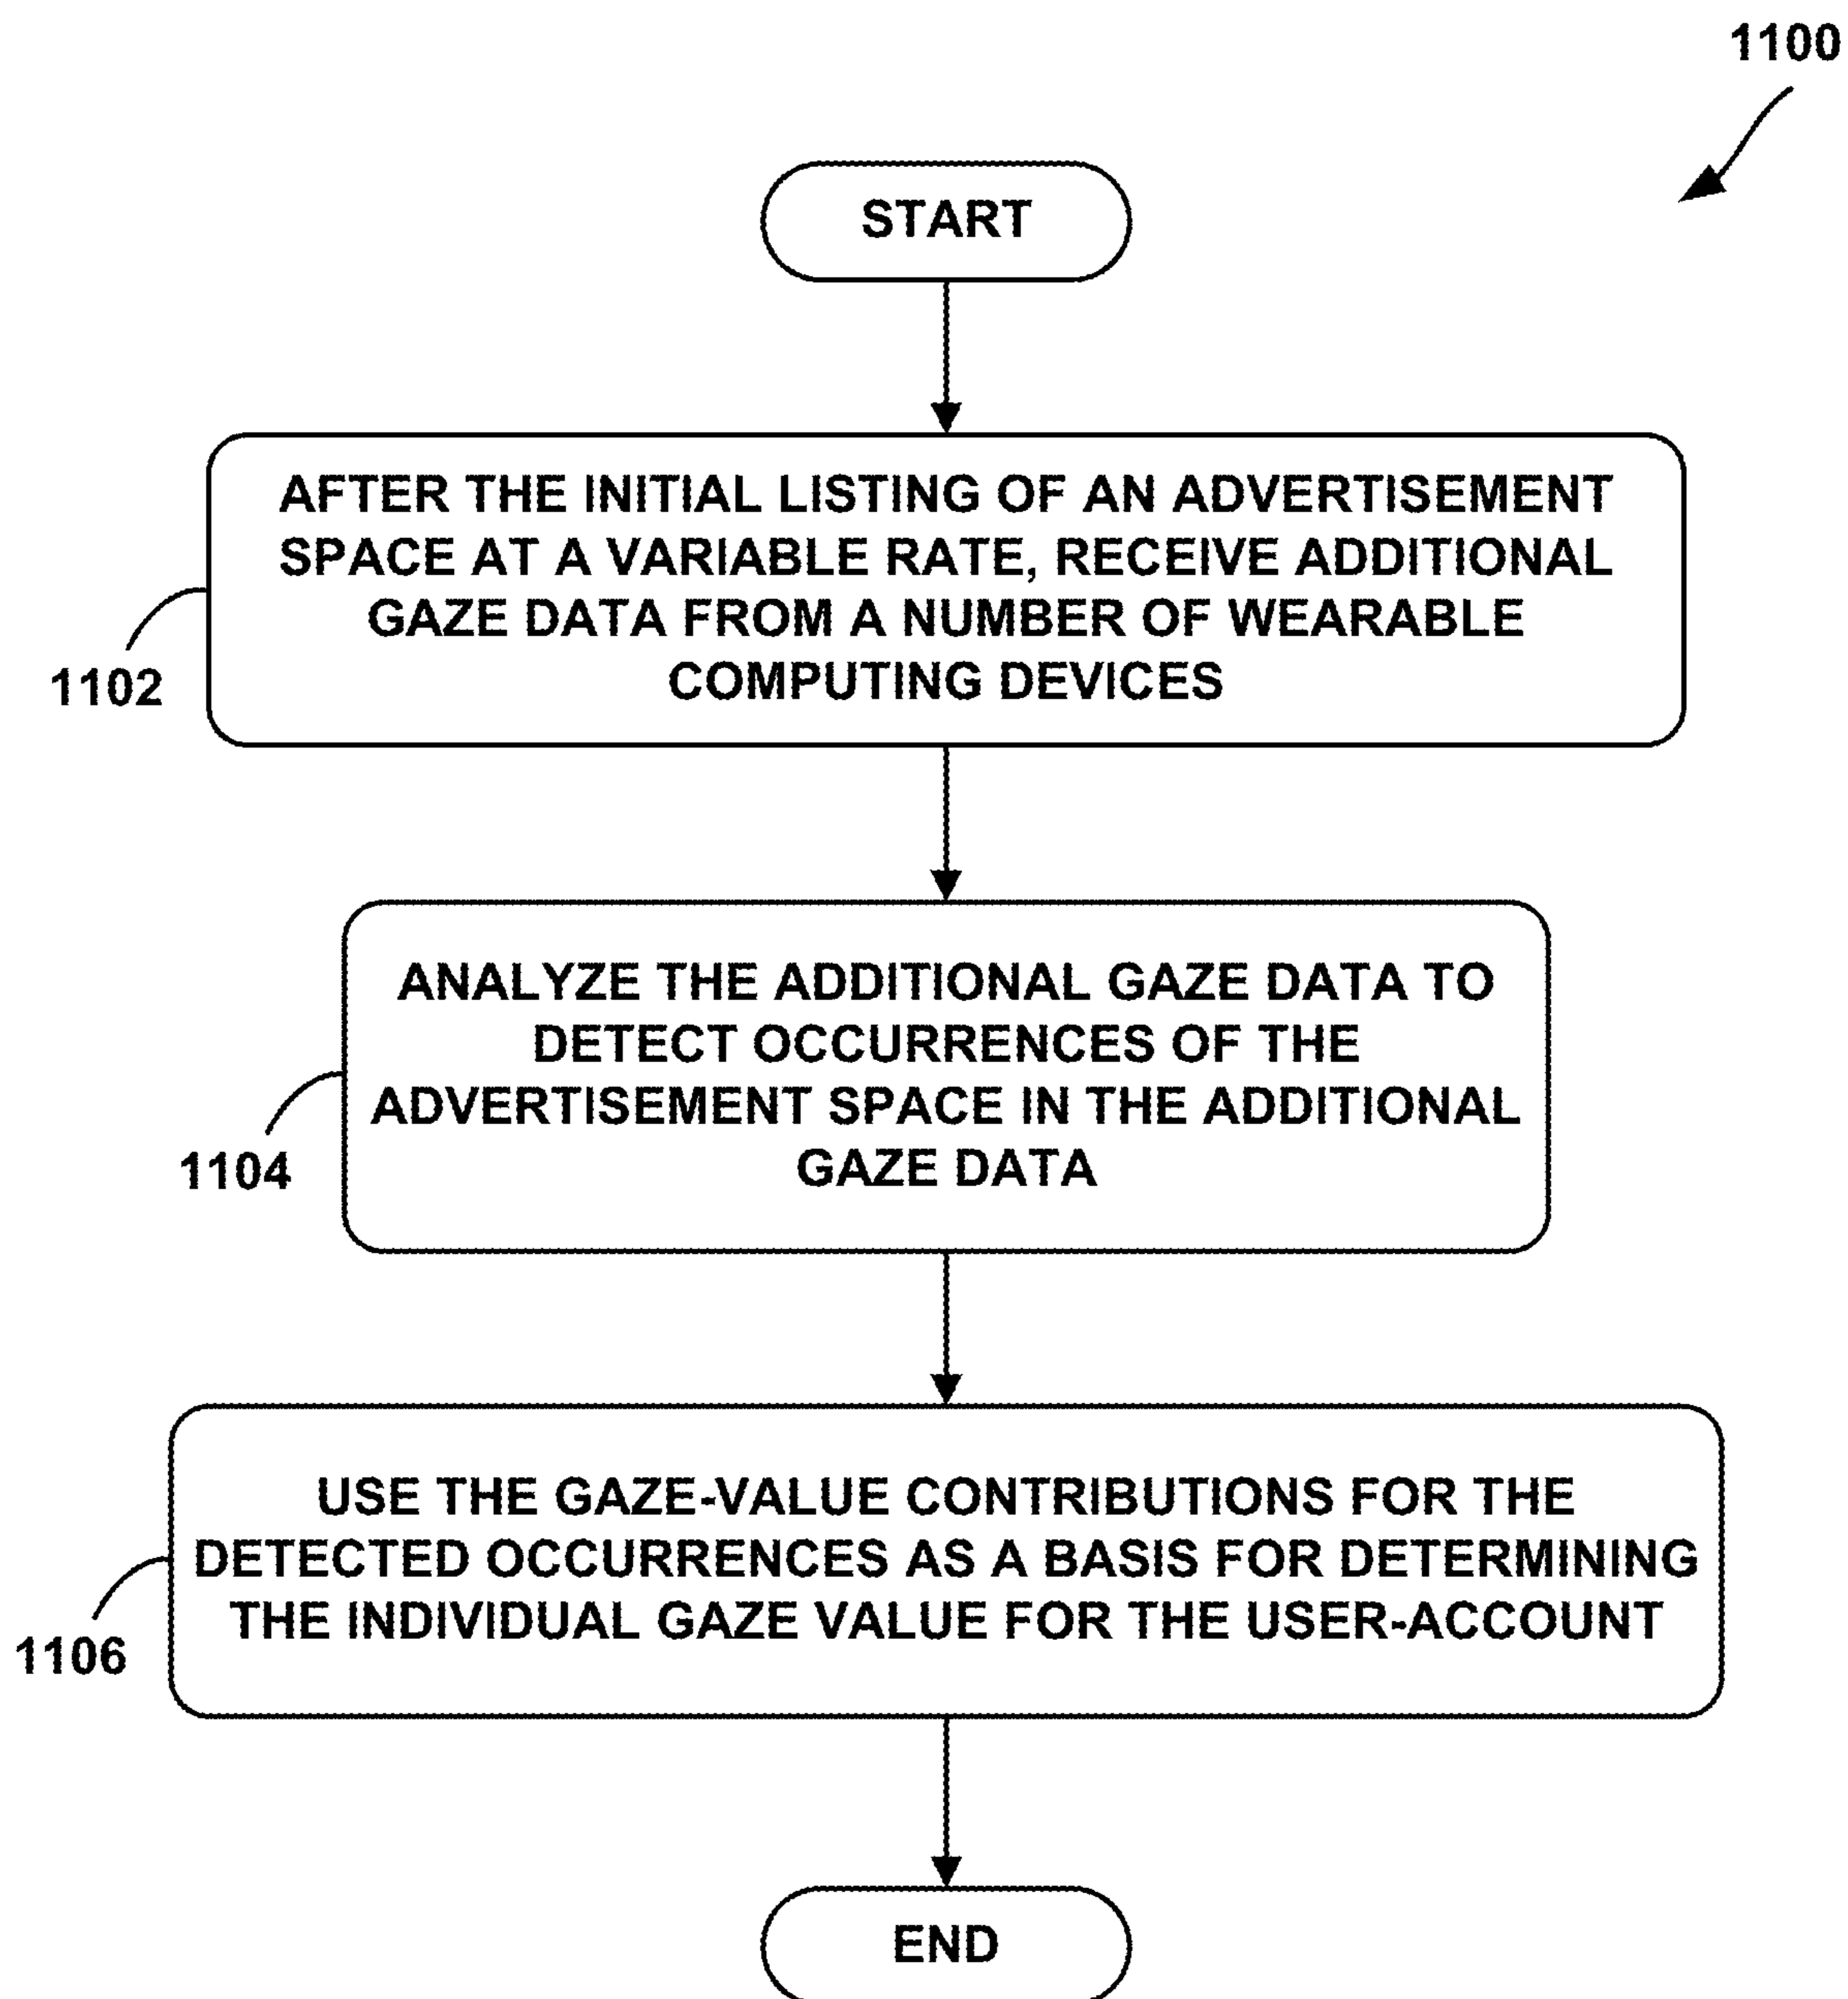 1100
START
AFTER THE INITIAL LISTING OF AN ADVERTISEMENT
SPACE AT A VARIABLE RATE, RECEIVE ADDITIONAL
GAZE DATA FROM A NUMBER OF WEARABLE
COMPUTING DEVICES
1102
ANALYZE THE ADDITIONAL GAZE DATA TO
DETECT OCCURRENCES OF THE
ADVERTISEMENT SPACE IN THE ADDITIONAL
GAZE DATA
1104
USE THE GAZE-VALUE CONTRIBUTIONS FOR THE
DETECTED OCCURRENCES AS A BASIS FOR DETERMINING
THE INDIVIDUAL GAZE VALUE FOR THE USER-ACCOUNT
1106
END